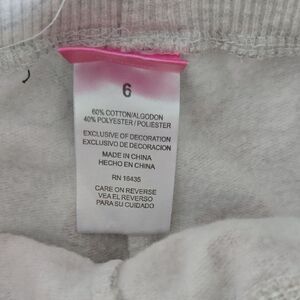 6
60% COTTON/ALGODON
40% POLYESTER / POLIESTER
EXCLUSIVE OF DECORATION
EXCLUSIVO DE DECORACION
MADE IN CHINA
HECHO EN CHINA
RN 16435
CARE ON REVERSE
VEA EL REVERSO
PARA SU CUIDADO